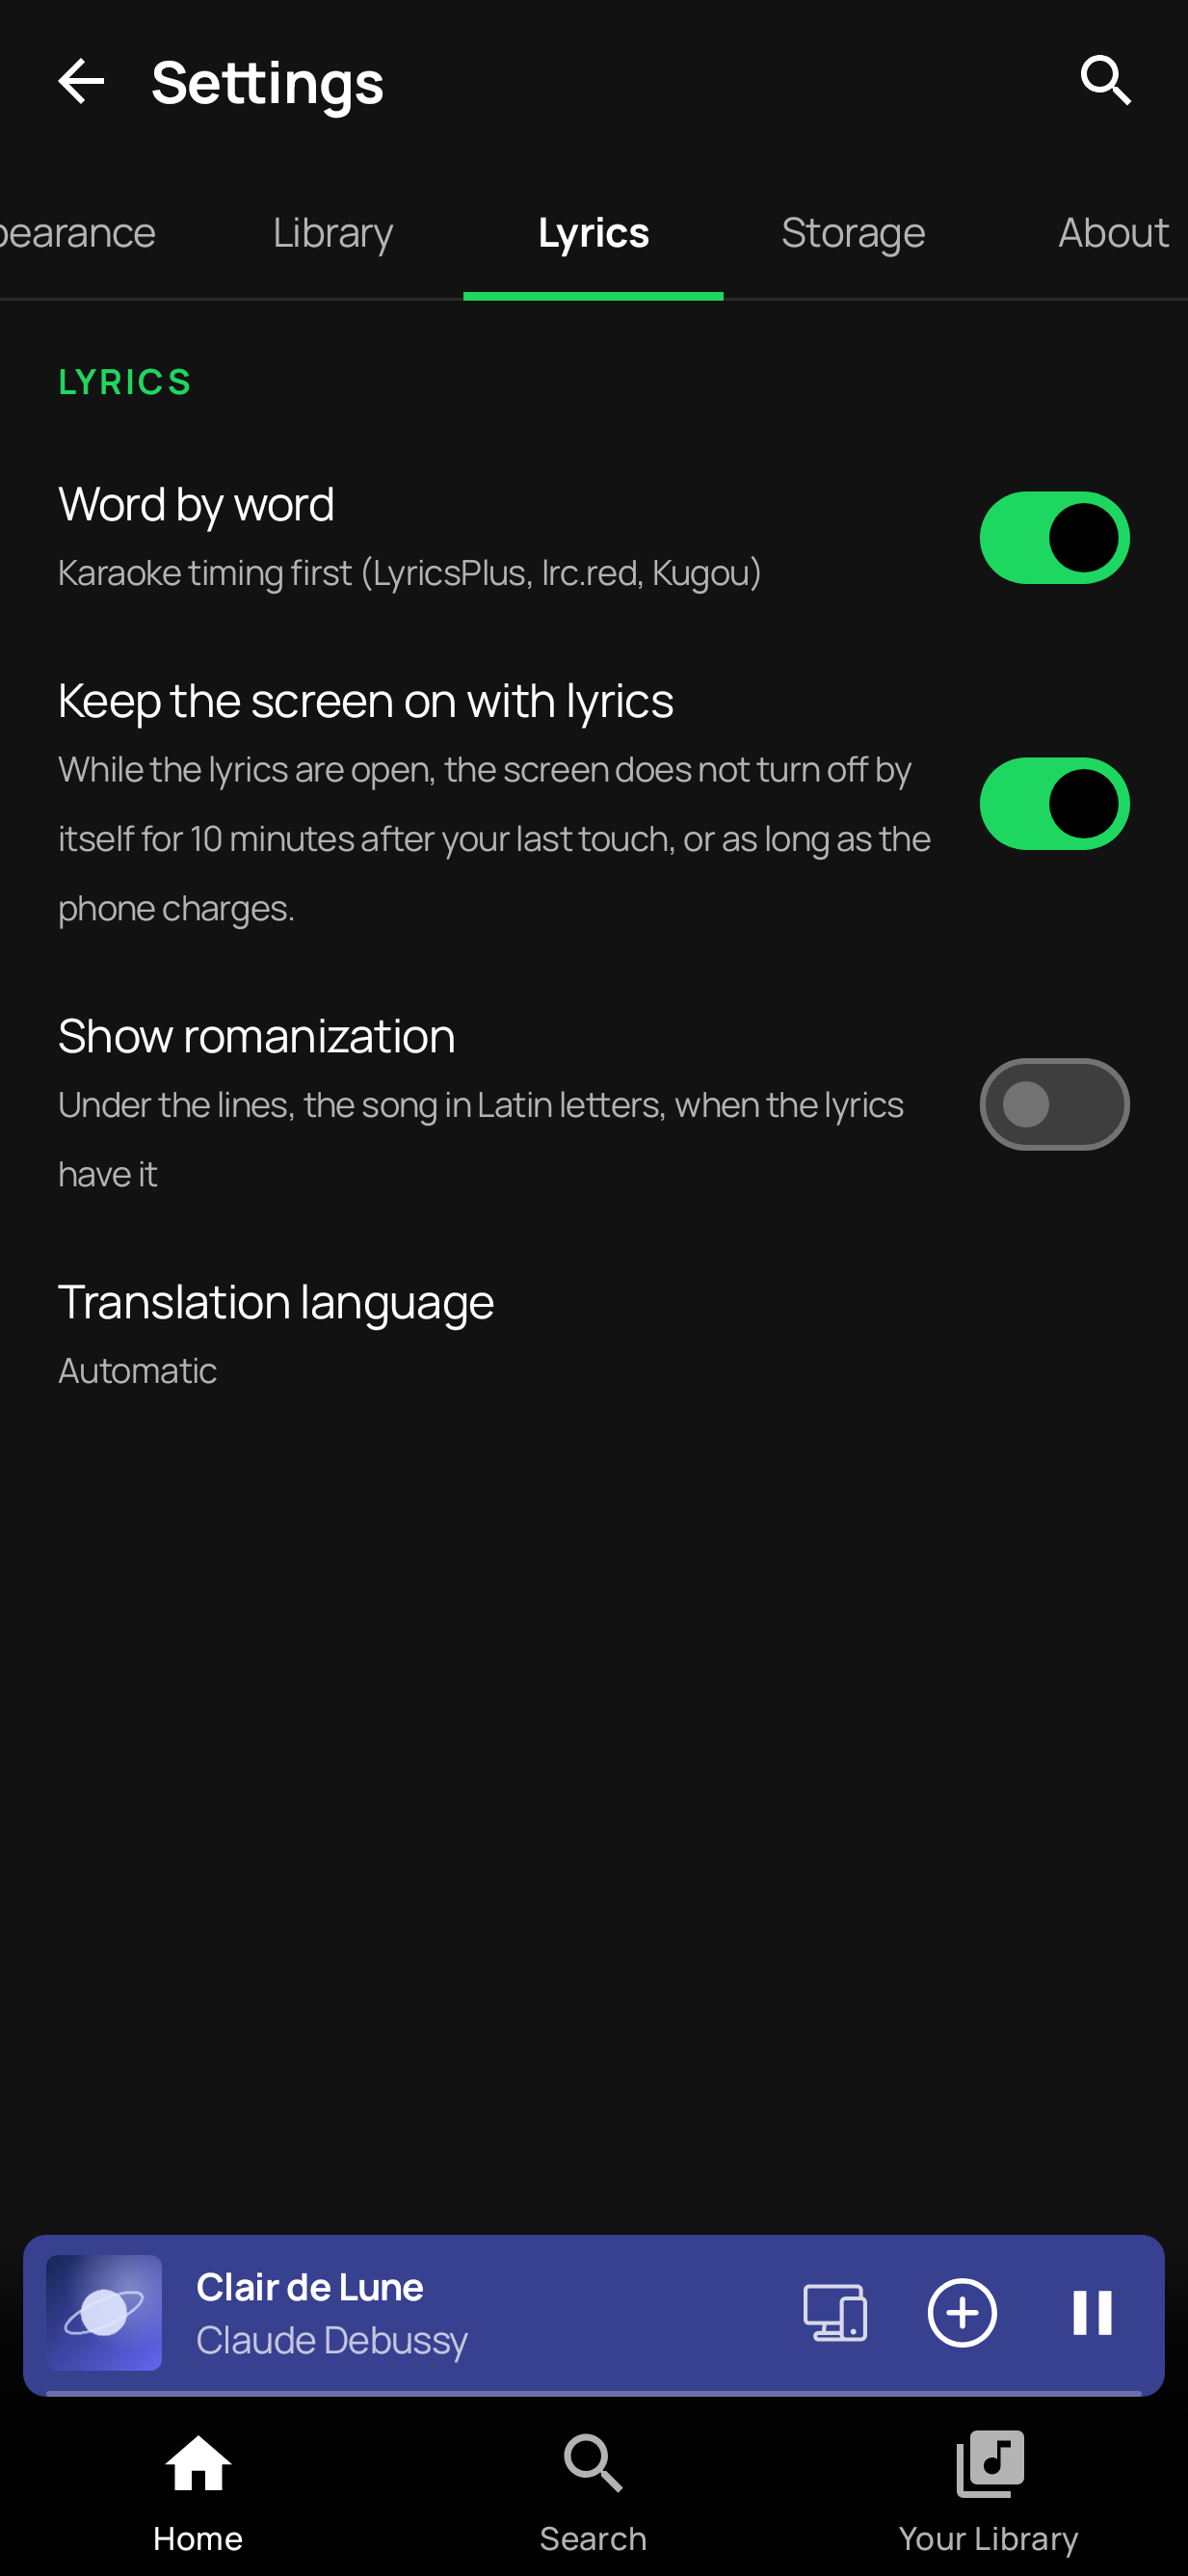 Settings
pearance
Library
Lyrics
Storage
About
LYRICS
Word by word
Karaoke timing first (LyricsPlus, lrc.red, Kugou)
Keep the screen on with lyrics
While the lyrics are open, the screen does not turn off by
itself for 10 minutes after your last touch, or as long as the
phone charges.
Show romanization
Under the lines, the song in Latin letters, when the lyrics
have it
Translation language
Automatic
Clair de Lune
Claude Debussy
Home
Search
Your Library